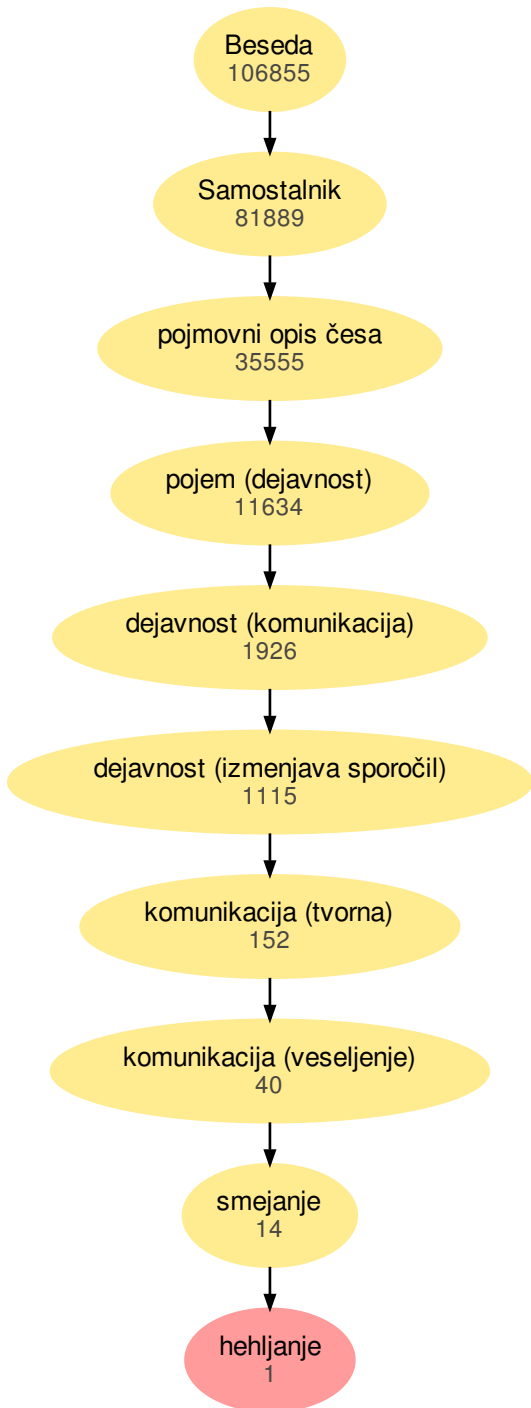 Beseda
106855
Samostalnik
81889
pojmovni opis česa
35555
pojem (dejavnost)
11634
dejavnost (komunikacija)
1926
dejavnost (izmenjava sporočil)
1115
komunikacija (tvorna)
152
komunikacija (veseljenje)
40
smejanje
14
hehljanje
1